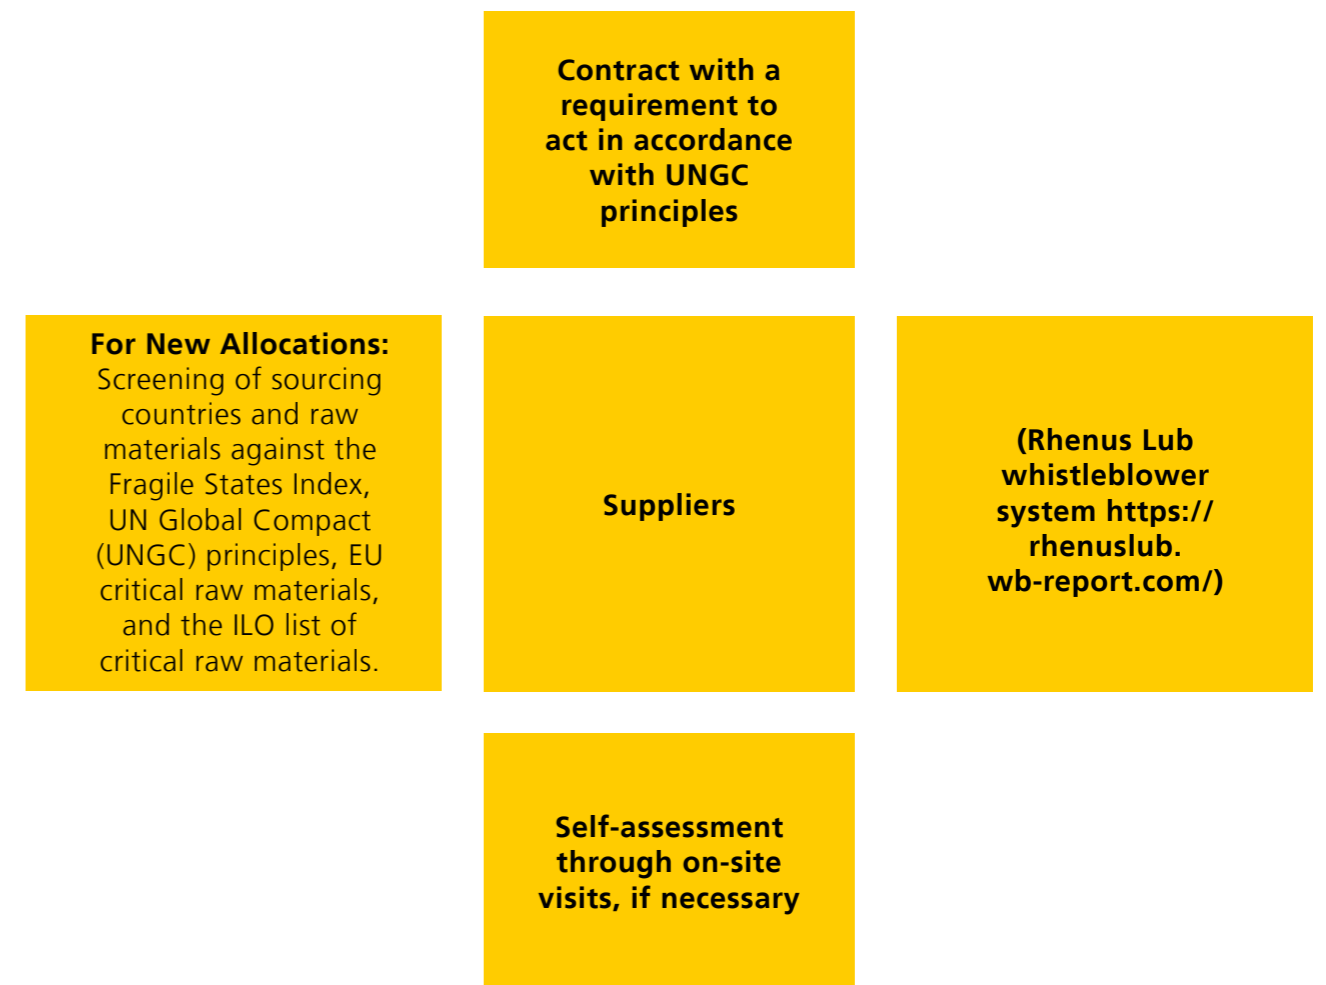 Contract with a
requirement to
act in accordance
with UNGC
principles
For New Allocations:
Screening of sourcing
countries and raw
materials against the
Fragile States Index,
UN Global Compact
(UNGC) principles, EU
critical raw materials,
and the ILO list of
critical raw materials.
Suppliers
(Rhenus Lub
whistleblower
system https://
rhenuslub.
wb-report.com/)
Self-assessment
through on-site
visits, if necessary